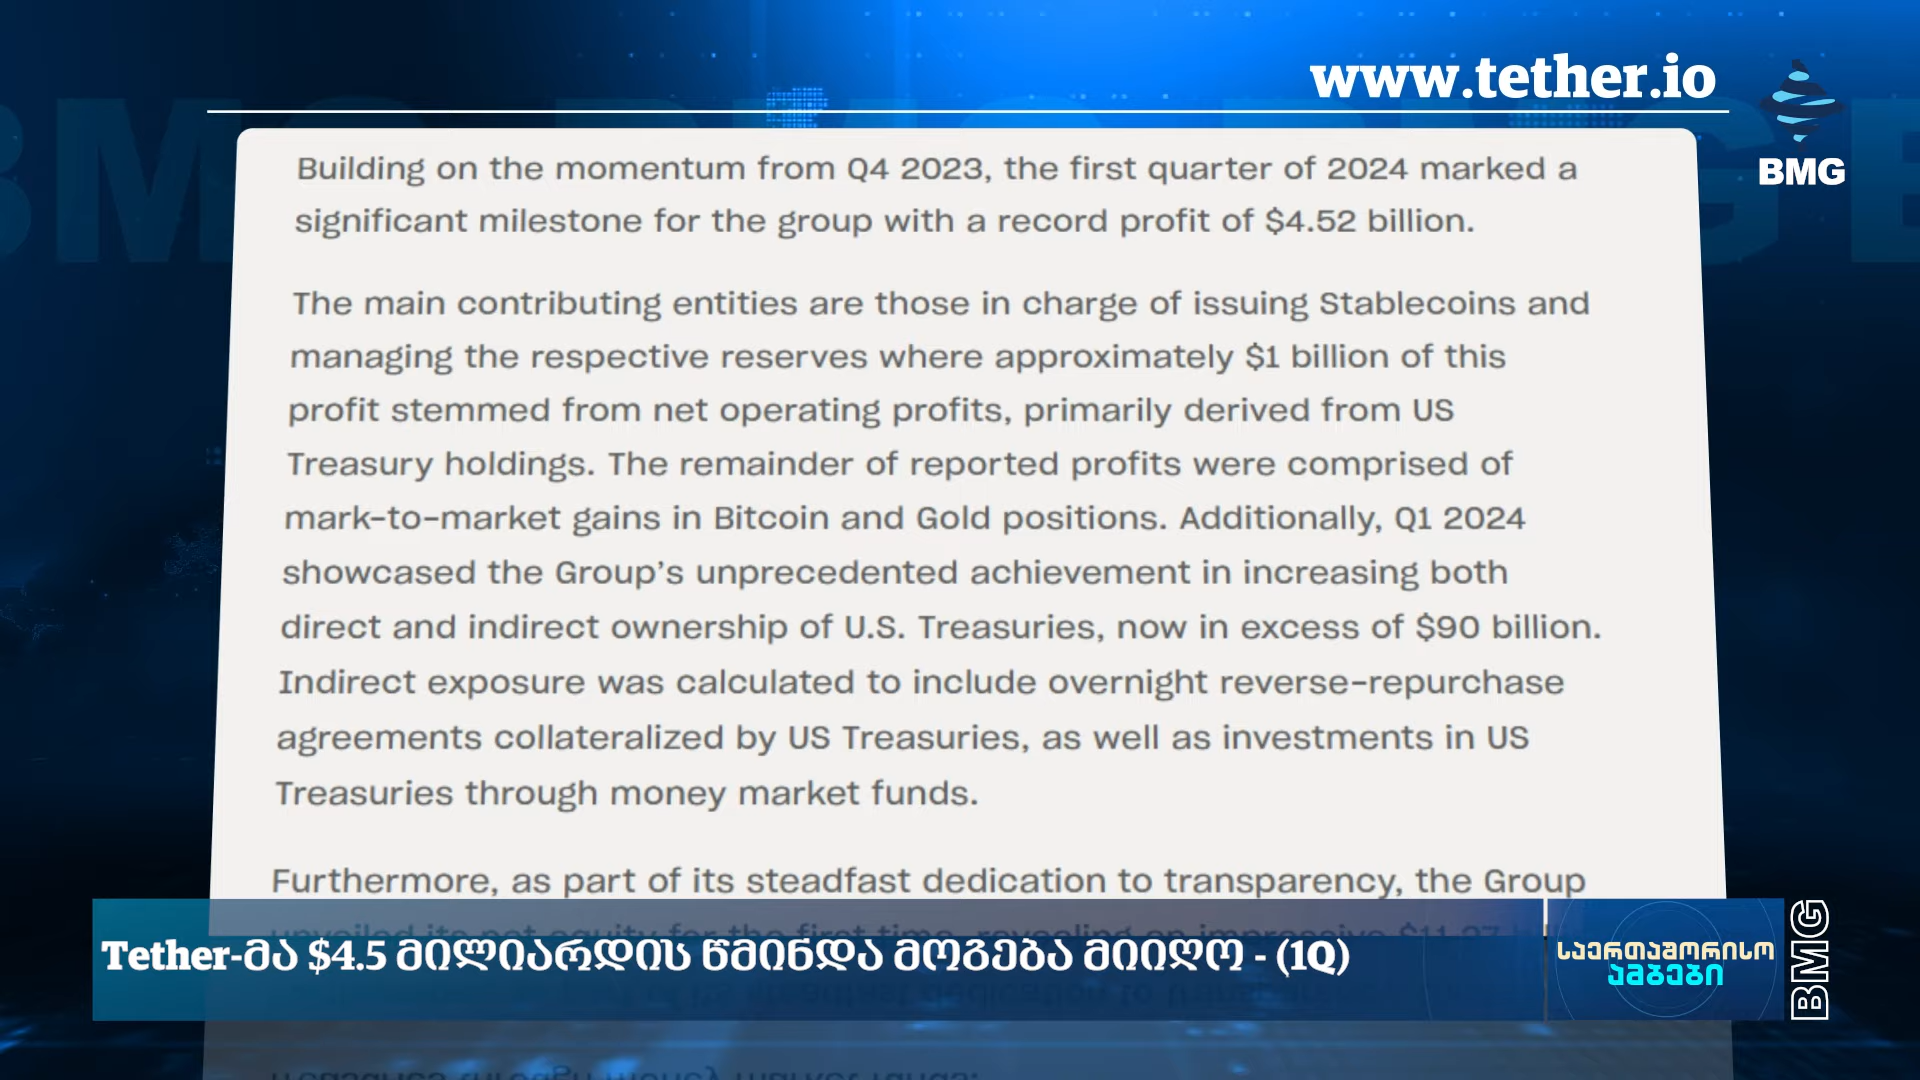 www.tether.io
BMG
Building on the momentum from Q4 2023, the first quarter of 2024 marked a
significant milestone for the group with a record profit of $4.52 billion.
The main contributing entities are those in charge of issuing Stablecoins and
managing the respective reserves where approximately $1 billion of this
profit stemmed from net operating profits, primarily derived from US
Treasury holdings. The remainder of reported profits were comprised of
mark-to-market gains in Bitcoin and Gold positions. Additionally, Q1 2024
showcased the Group’s unprecedented achievement in increasing both
direct and indirect ownership of U.S. Treasuries, now in excess of $90 billion.
Indirect exposure was calculated to include overnight reverse-repurchase
agreements collateralized by US Treasuries, as well as investments in US
Treasuries through money market funds.
Furthermore, as part of its steadfast dedication to transparency, the Group
Tether-მა $4.5 მილიარდის წმინდა მოგება მიიღო - (1Q)
საერთაშორისო
ამბები
BMG